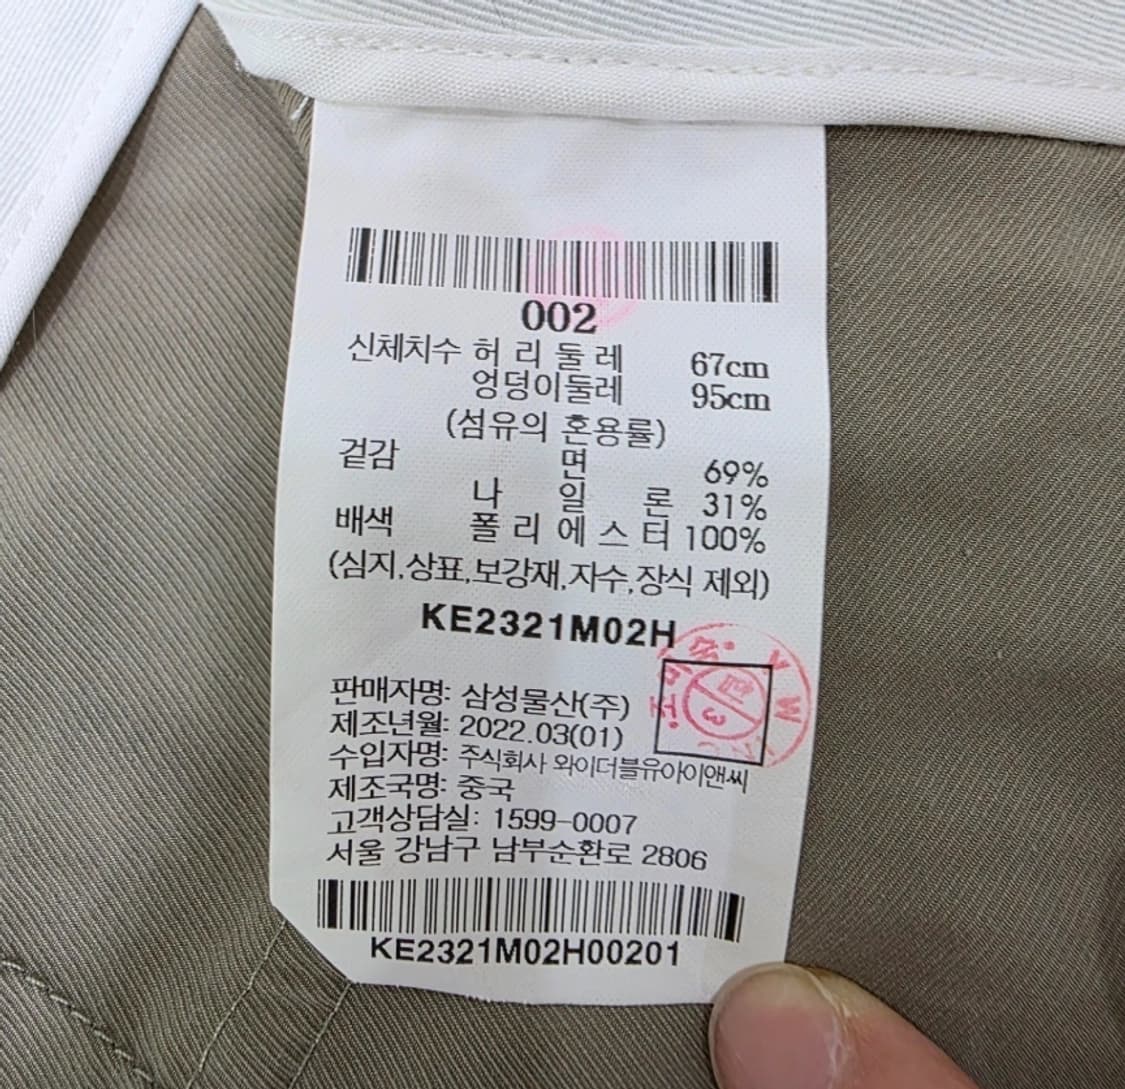 002
신체치수 허 리 둘 레 67cm
엉덩이둘레 95cm
(섬유의 혼용률)
겉감 면 69%
나 일 론 31%
배색 폴 리 에 스 터 100%
(심지,상표,보강재,자수,장식 제외)
KE2321M02H
판매자명: 삼성물산(주)
제조년월: 2022.03(01)
수입자명: 주식회사 와이더블유아이앤씨
제조국명: 중국
고객상담실: 1599-0007
서울 강남구 남부순환로 2806
KE2321M02H00201